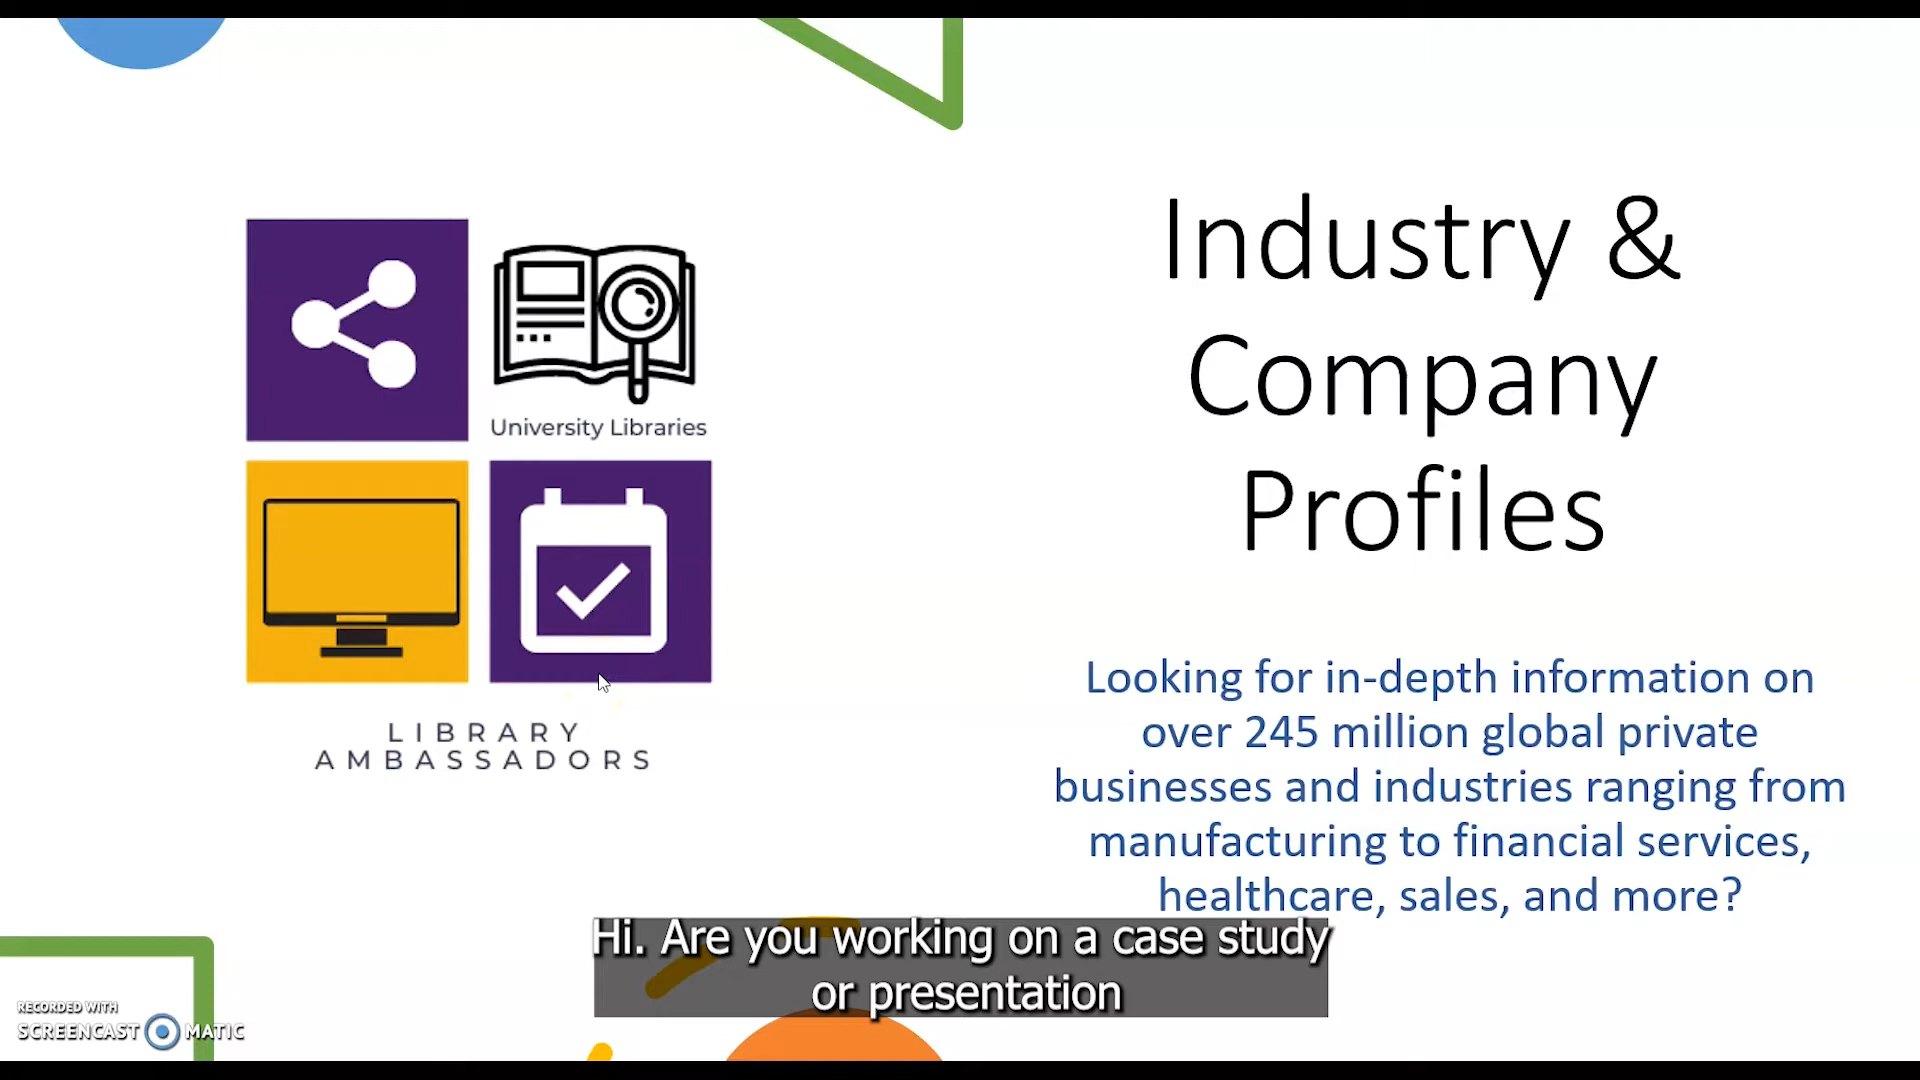 Industry &
Company
Profiles
University Libraries
LIBRARY
AMBASSADORS
Looking for in-depth information on
over 245 million global private
businesses and industries ranging from
manufacturing to financial services,
healthcare, sales, and more?
Hi. Are you working on a case study
or presentation
RECORDED WITH
SCREENCAST MATIC